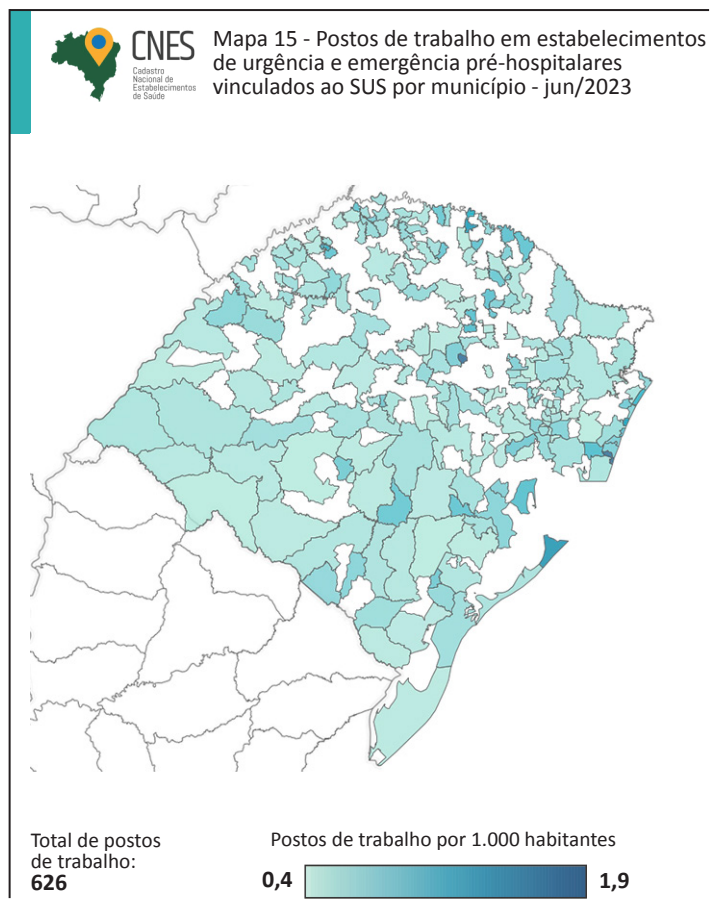 CNES
Cadastro
Nacional de
Estabelecimentos
de Saúde
Mapa 15 - Postos de trabalho em estabelecimentos
de urgência e emergência pré-hospitalares
vinculados ao SUS por município - jun/2023
Total de postos
de trabalho:
626
Postos de trabalho por 1.000 habitantes
0,4
1,9